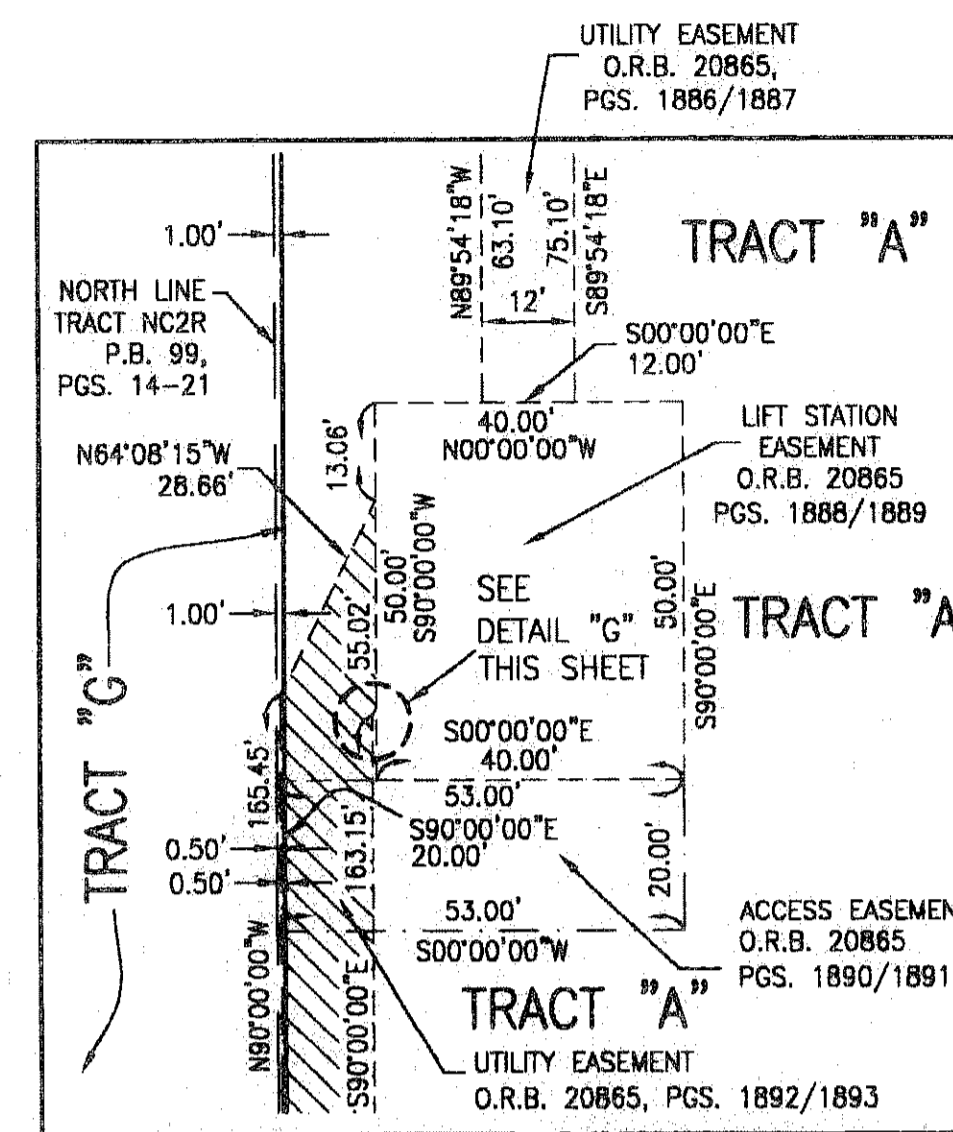 UTILITY EASEMENT
O.R.B. 20865,
PGS. 1886/1887
1.00'
N89°54'18"W
63.10'
75.10'
S89°54'18"E
12'
TRACT "A"
NORTH LINE
TRACT NC2R
P.B. 99,
PGS. 14-21
S00°00'00"E
12.00'
40.00'
N00°00'00"W
LIFT STATION
EASEMENT
O.R.B. 20865
PGS. 1888/1889
N64°08'15"W
28.66'
13.06'
50.00'
S90°00'00"W
55.02'
1.00'
SEE
DETAIL "G"
THIS SHEET
50.00'
S90°00'00"E
TRACT "A
TRACT "G"
S00°00'00"E
40.00'
165.45'
53.00'
S90°00'00"E
20.00'
163.15'
20.00'
0.50'
0.50'
53.00'
S00°00'00"W
ACCESS EASEMEN
O.R.B. 20865
PGS. 1890/1891
N90°00'00"W
S90°00'00"E
TRACT "A"
UTILITY EASEMENT
O.R.B. 20865, PGS. 1892/1893